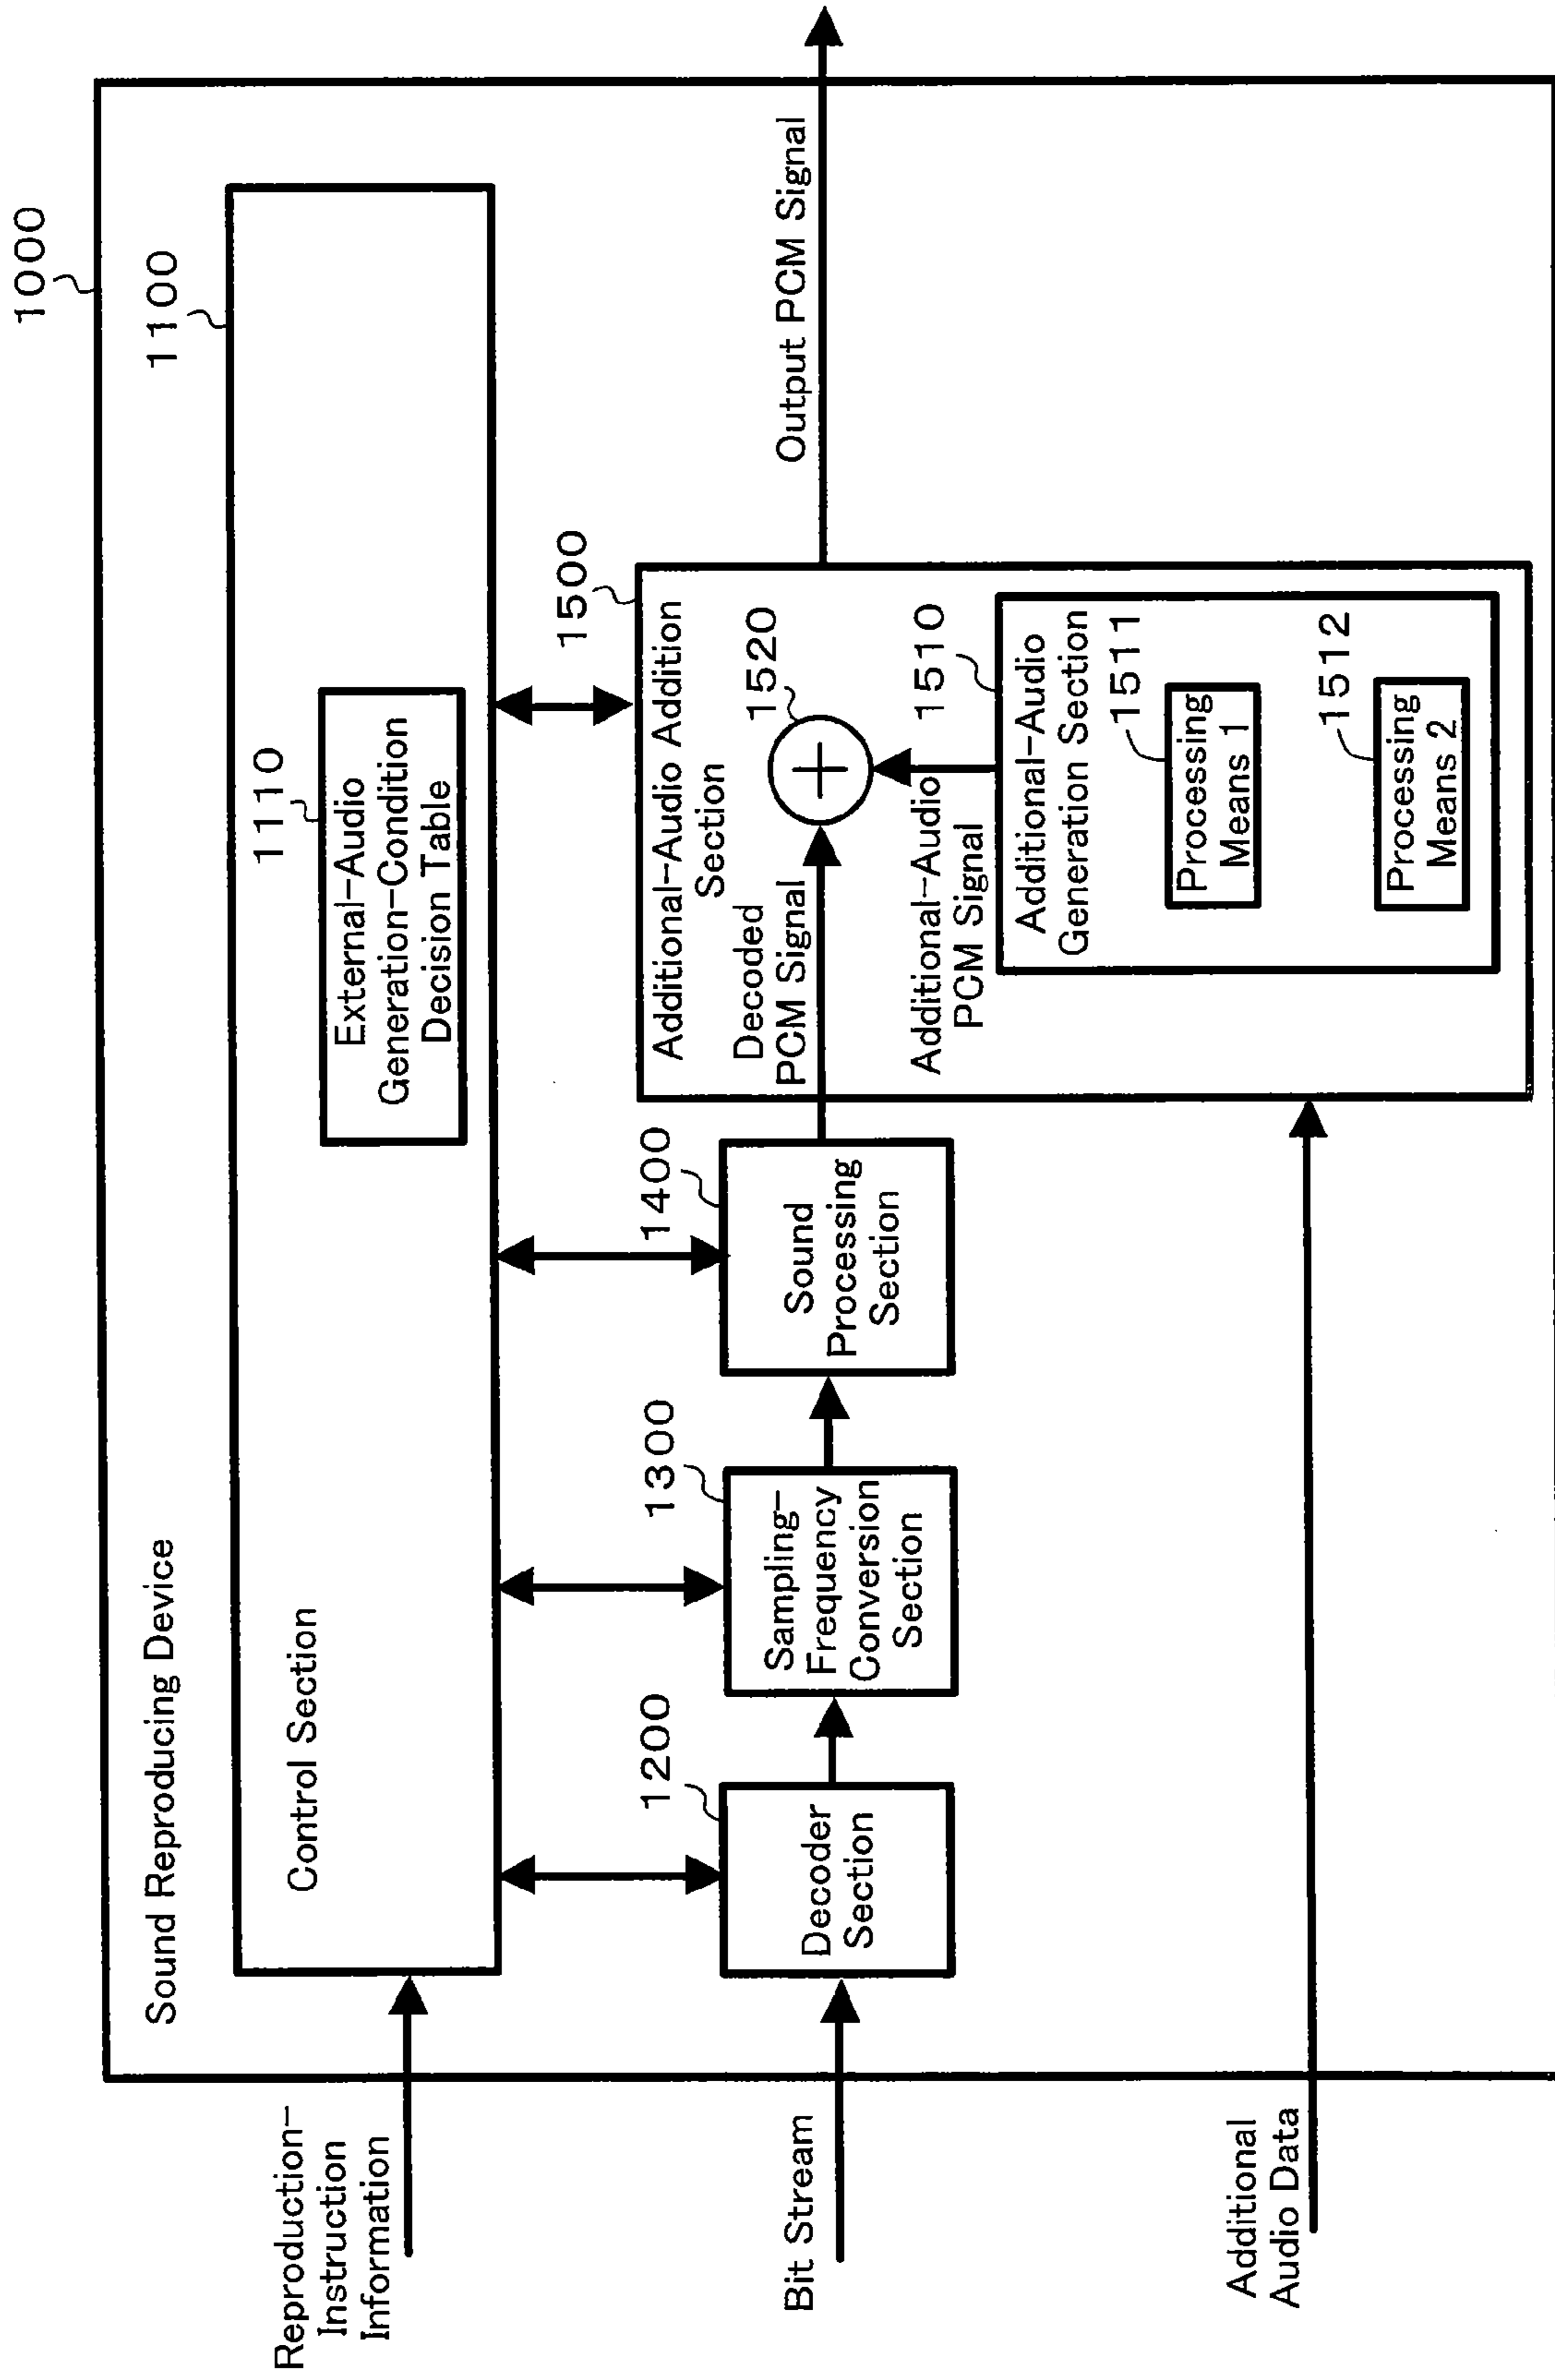 1000
Sound Reproducing Device
1100
Control Section
1110
External-Audio
Generation-Condition
Decision Table
Reproduction-
Instruction
Information
1200
Decoder
Section
1300
Sampling-
Frequency
Conversion
Section
1400
Sound
Processing
Section
1500
Additional-Audio Addition
Section
Decoded
PCM Signal
1520
Additional-Audio
PCM Signal
1510
Additional-Audio
Generation Section
1511
Processing
Means 1
1512
Processing
Means 2
Output PCM Signal
Bit Stream
Additional
Audio Data